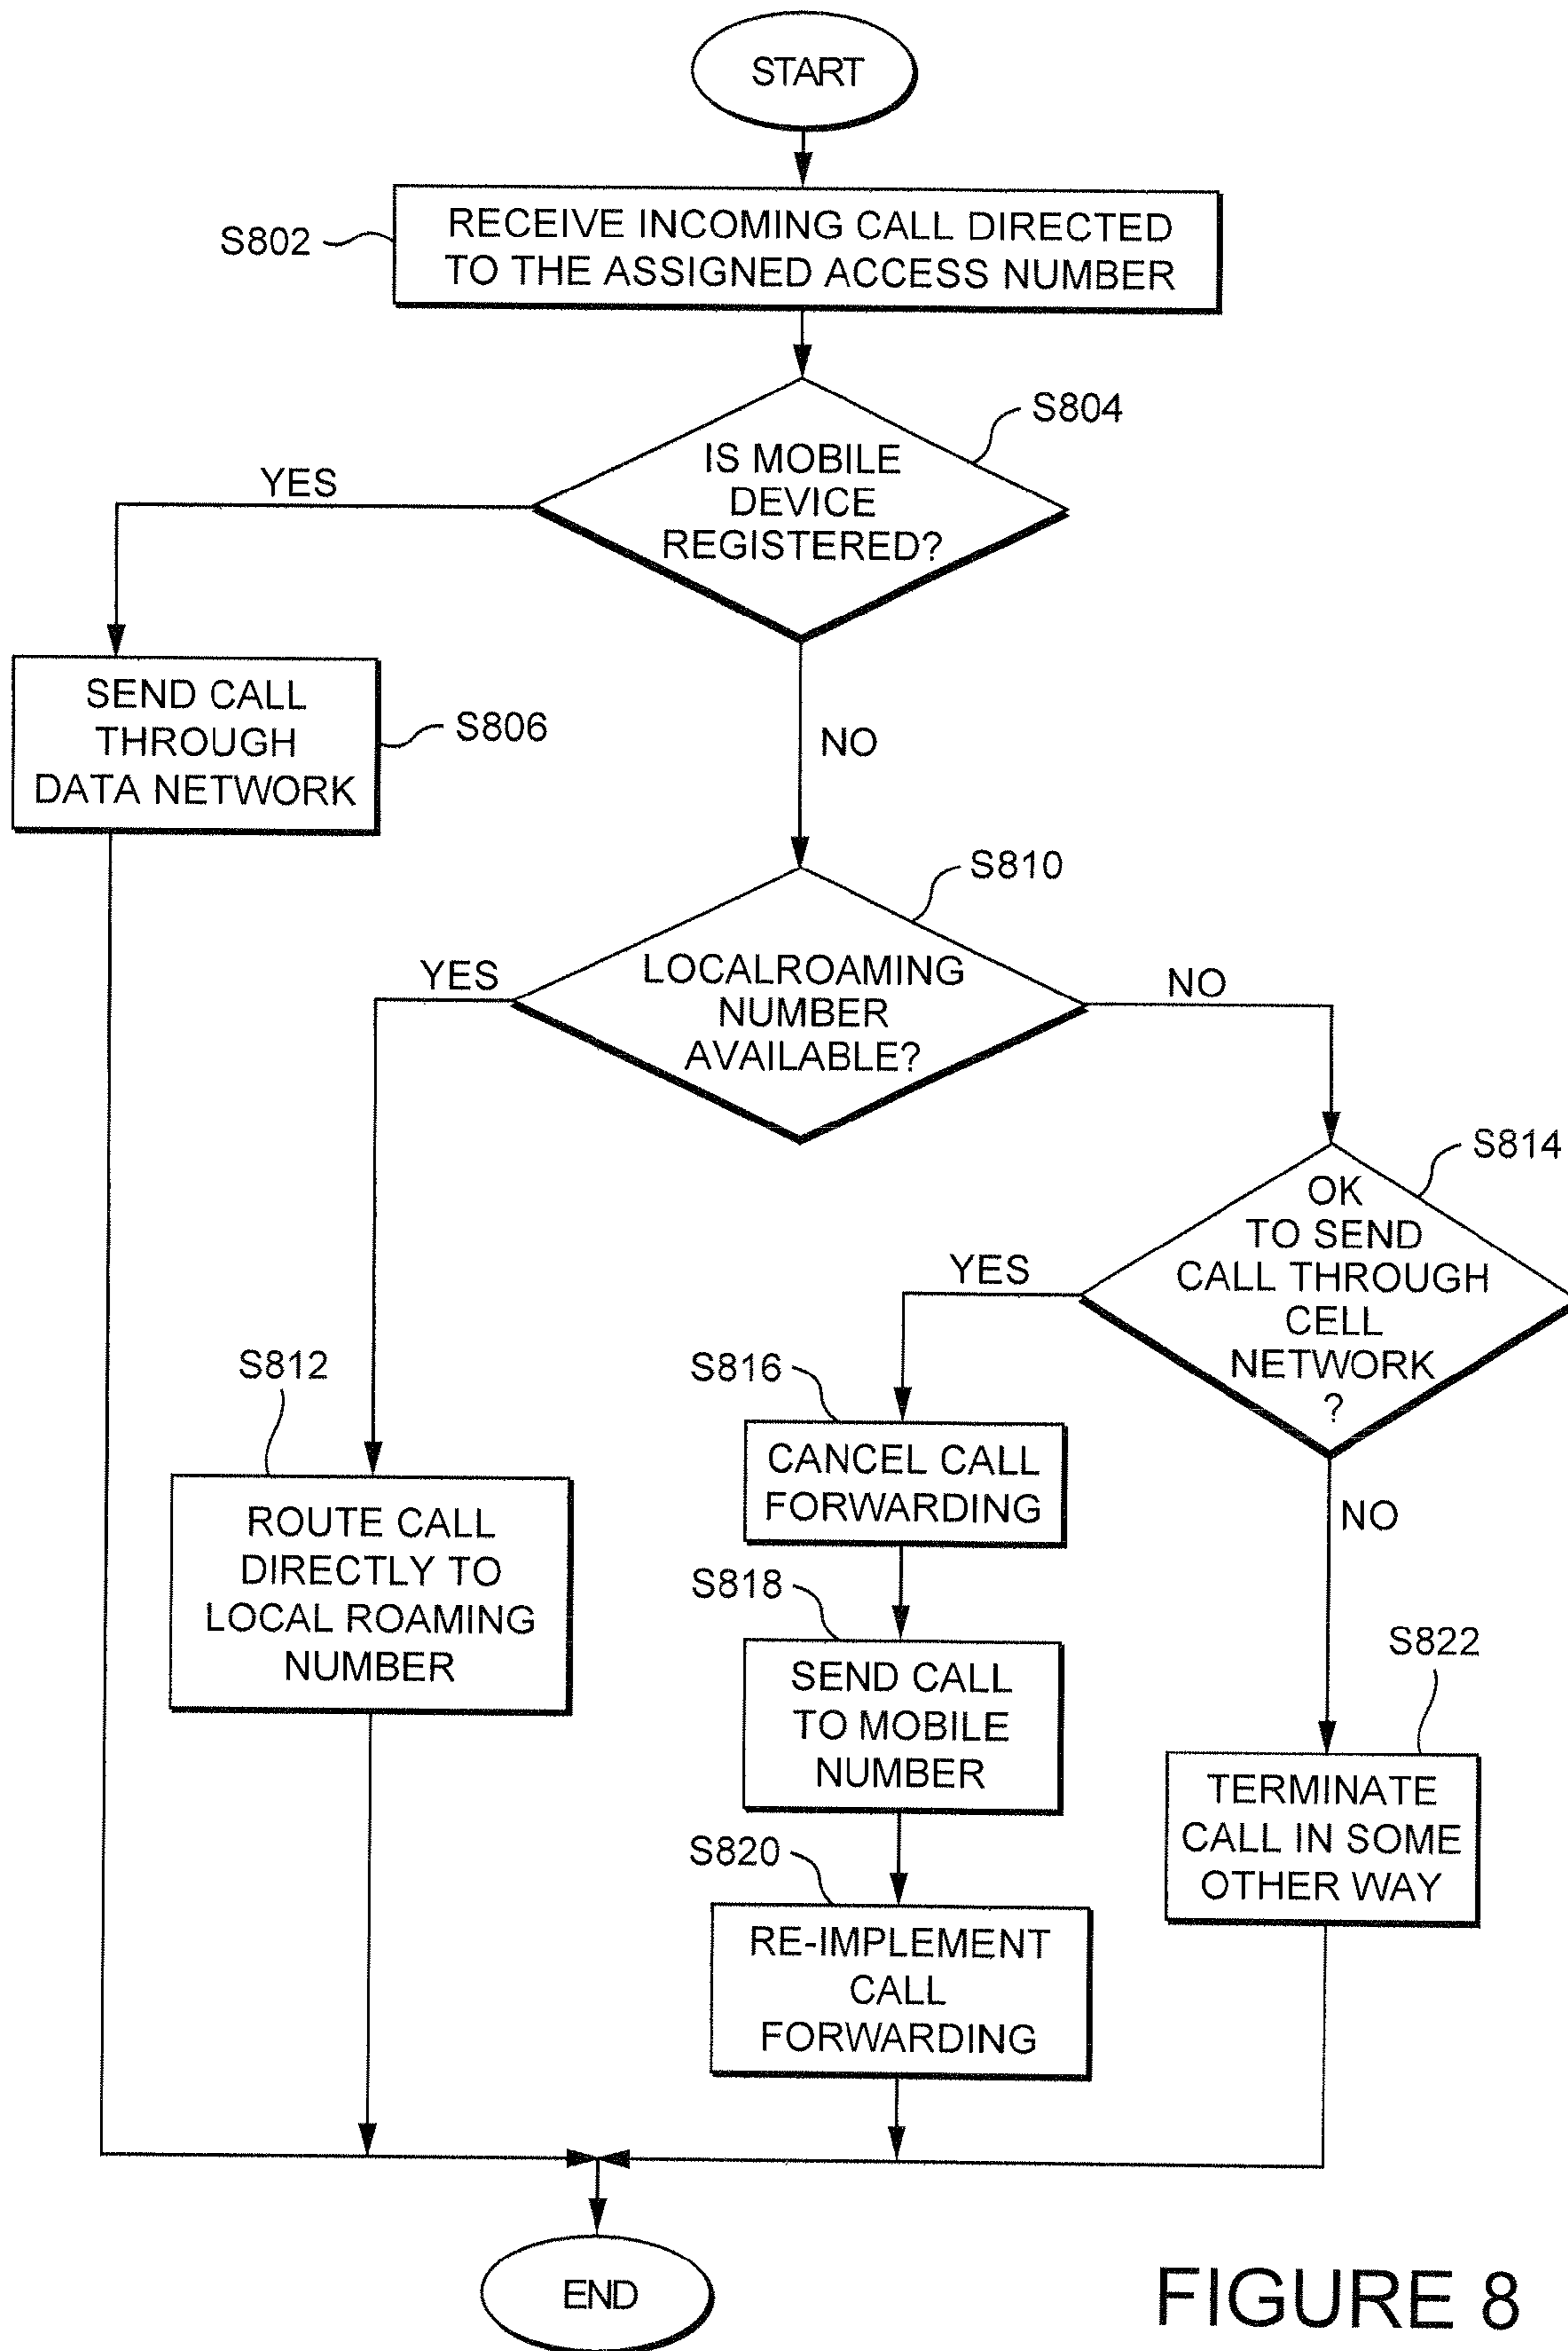 START
S802
RECEIVE INCOMING CALL DIRECTED
TO THE ASSIGNED ACCESS NUMBER
S804
IS MOBILE
DEVICE
REGISTERED?
YES
NO
SEND CALL
THROUGH
DATA NETWORK
S806
S810
LOCALROAMING
NUMBER
AVAILABLE?
YES
NO
S814
OK
TO SEND
CALL THROUGH
CELL
NETWORK
?
YES
NO
S812
ROUTE CALL
DIRECTLY TO
LOCAL ROAMING
NUMBER
S816
CANCEL CALL
FORWARDING
S818
SEND CALL
TO MOBILE
NUMBER
S820
RE-IMPLEMENT
CALL
FORWARDING
S822
TERMINATE
CALL IN SOME
OTHER WAY
END
FIGURE 8